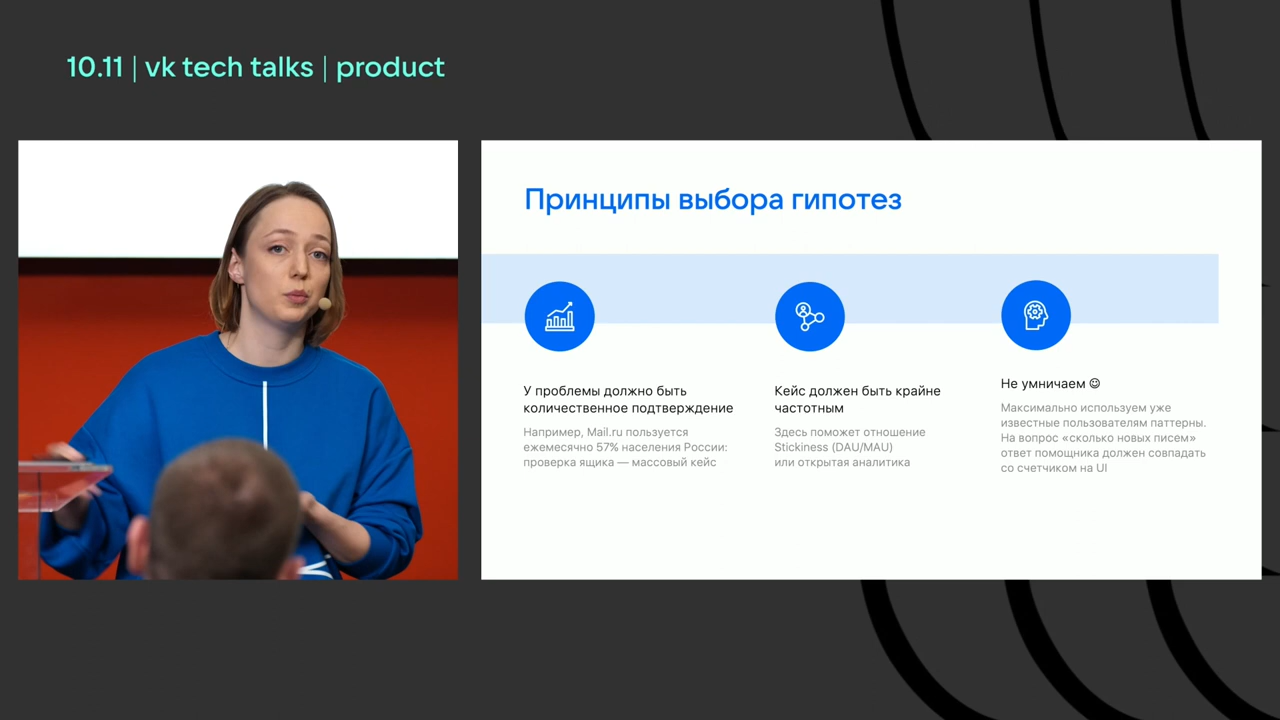 10.11 | vk tech talks | product
Принципы выбора гипотез
У проблемы должно быть
количественное подтверждение
Например, Mail.ru пользуется
ежемесячно 57% населения России:
проверка ящика — массовый кейс
Кейс должен быть крайне
частотным
Здесь поможет отношение
Stickiness (DAU/MAU)
или открытая аналитика
Не умничаем ☺
Максимально используем уже
известные пользователям паттерны.
На вопрос «сколько новых писем»
ответ помощника должен совпадать
со счетчиком на UI